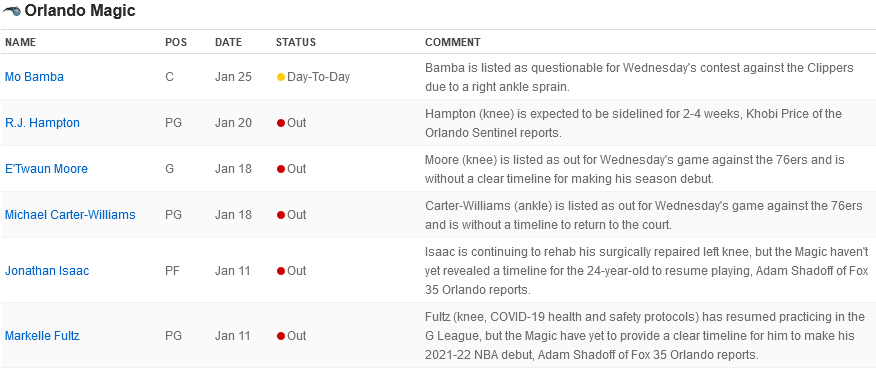 Orlando Magic
NAME POS DATE STATUS COMMENT
Mo Bamba C Jan 25 Day-To-Day Bamba is listed as questionable for Wednesday's contest against the Clippers
due to a right ankle sprain.
R.J. Hampton PG Jan 20 Out Hampton (knee) is expected to be sidelined for 2-4 weeks, Khobi Price of the
Orlando Sentinel reports.
E'Twaun Moore G Jan 18 Out Moore (knee) is listed as out for Wednesday's game against the 76ers and is
without a clear timeline for making his season debut.
Michael Carter-Williams PG Jan 18 Out Carter-Williams (ankle) is listed as out for Wednesday's game against the 76ers
and is without a timeline to return to the court.
Jonathan Isaac PF Jan 11 Out Isaac is continuing to rehab his surgically repaired left knee, but the Magic haven't
yet revealed a timeline for the 24-year-old to resume playing, Adam Shadoff of Fox
35 Orlando reports.
Markelle Fultz PG Jan 11 Out Fultz (knee, COVID-19 health and safety protocols) has resumed practicing in the
G League, but the Magic have yet to provide a clear timeline for him to make his
2021-22 NBA debut, Adam Shadoff of Fox 35 Orlando reports.